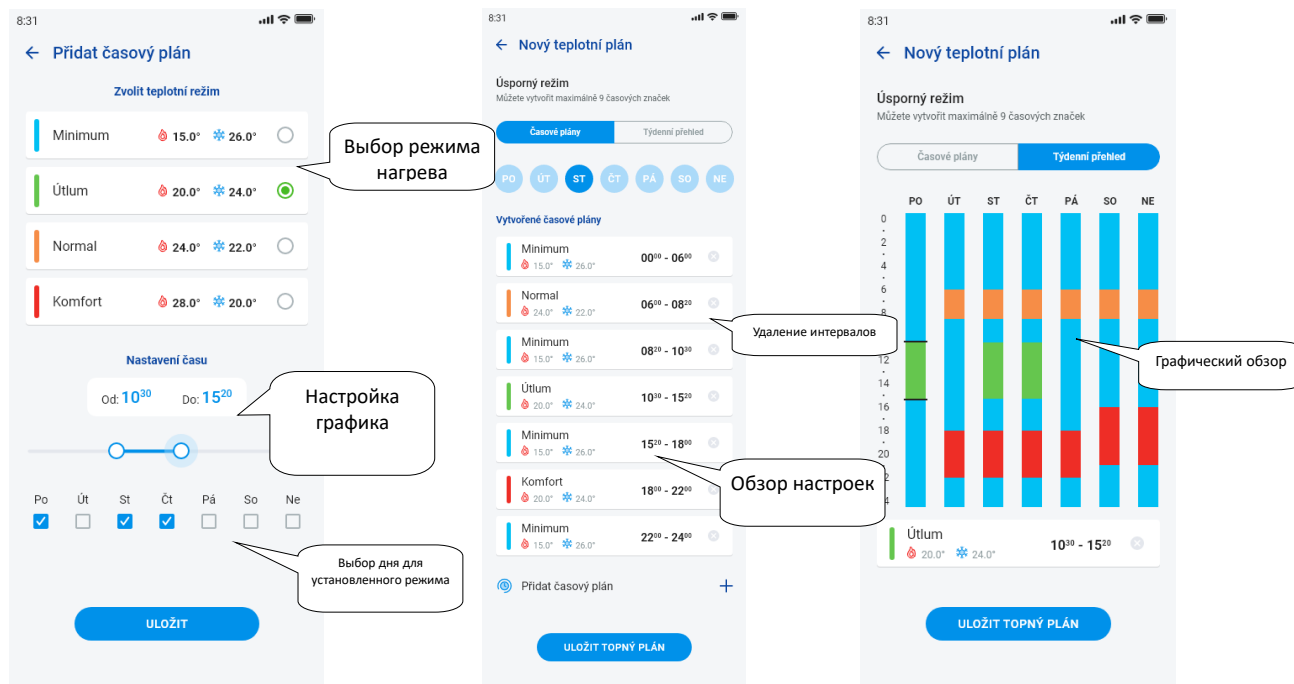 8:31
Přidat časový plán
Zvolit teplotní režim
Minimum 15.0° 26.0°
Útlum 20.0° 24.0°
Normal 24.0° 22.0°
Komfort 28.0° 20.0°
Nastavení času
Od: 10³⁰ Do: 15²⁰
Po Út St Čt Pá So Ne
ULOŽIT
Выбор режима
нагрева
Настройка
графика
Выбор дня для
установленного режима
8:31
Nový teplotní plán
Úsporný režim
Můžete vytvořit maximálně 9 časových značek
Časové plány Týdenní přehled
PO ÚT ST ČT PÁ SO NE
Vytvořené časové plány
Minimum
15.0° 26.0°
00⁰⁰ - 06⁰⁰
Normal
24.0° 22.0°
06⁰⁰ - 08²⁰
Minimum
15.0° 26.0°
08²⁰ - 10³⁰
Útlum
20.0° 24.0°
10³⁰ - 15²⁰
Minimum
15.0° 26.0°
15²⁰ - 18⁰⁰
Komfort
20.0° 24.0°
18⁰⁰ - 22⁰⁰
Minimum
15.0° 26.0°
22⁰⁰ - 24⁰⁰
Přidat časový plán
ULOŽIT TOPNÝ PLÁN
Удаление интервалов
Обзор настроек
8:31
Nový teplotní plán
Úsporný režim
Můžete vytvořit maximálně 9 časových značek
Časové plány Týdenní přehled
PO ÚT ST ČT PÁ SO NE
0
2
4
6
8
12
14
16
18
20
2
4
Útlum
20.0° 24.0°
10³⁰ - 15²⁰
ULOŽIT TOPNÝ PLÁN
Графический обзор